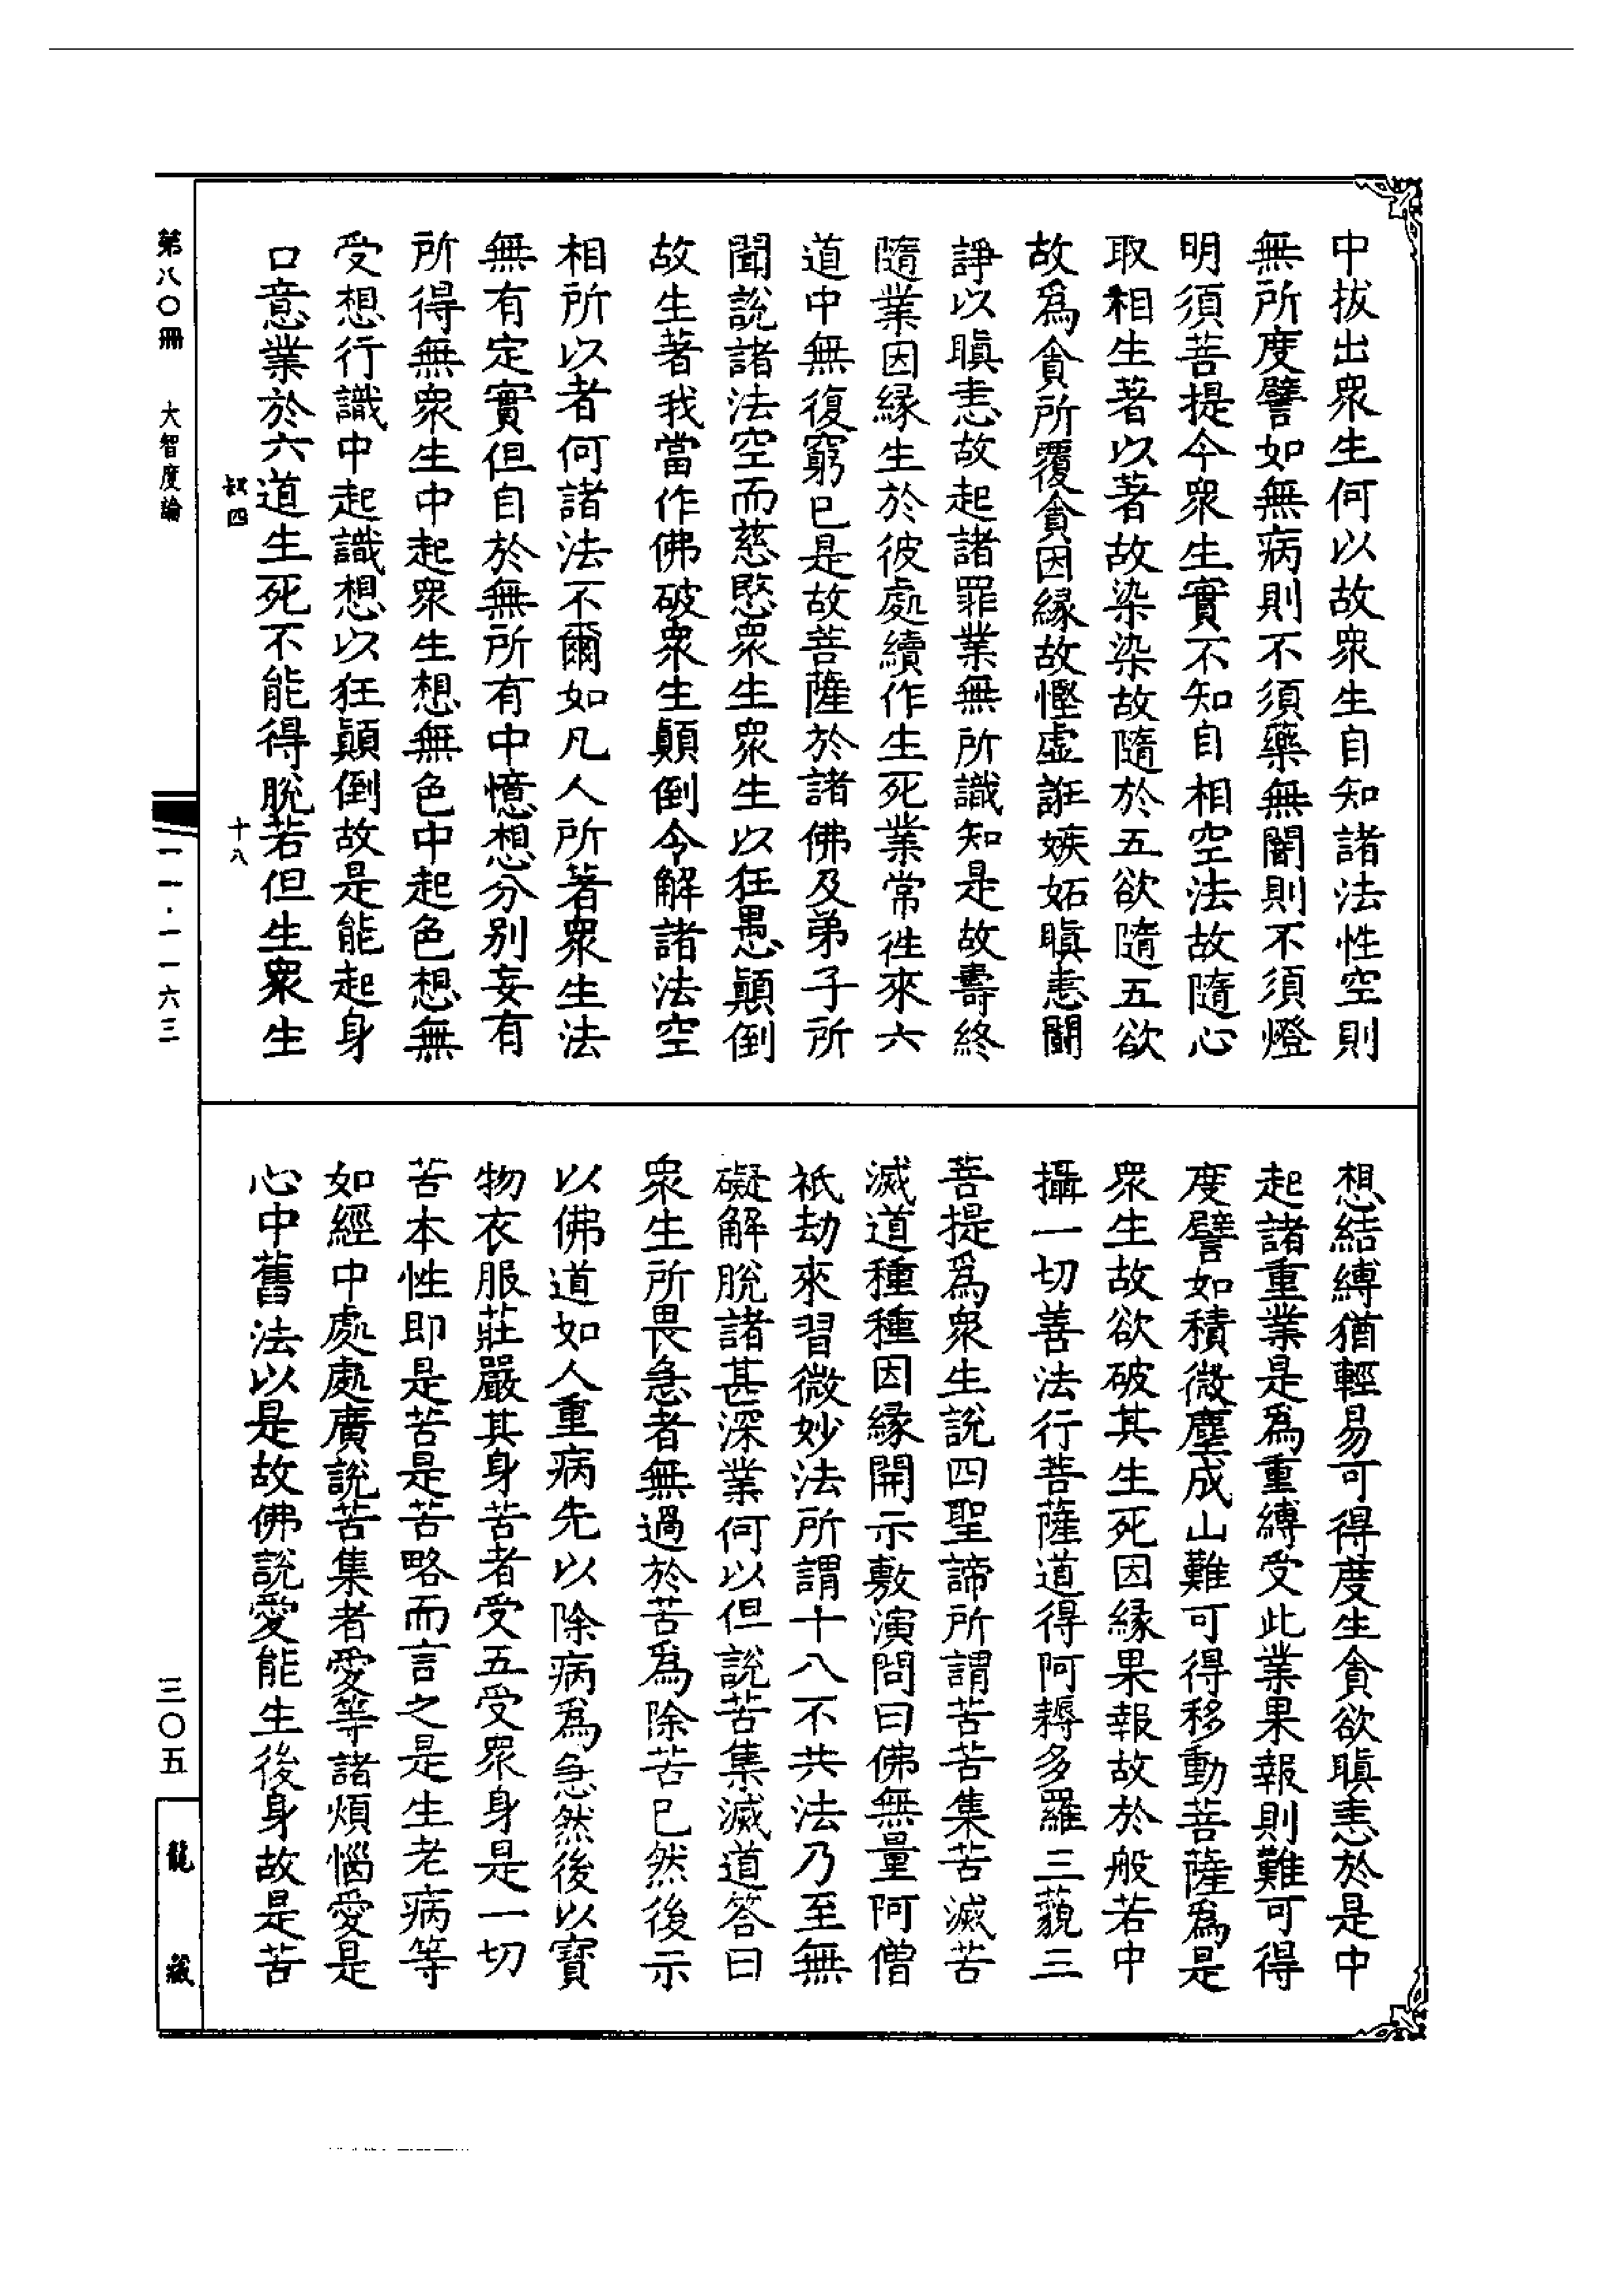 中拔出衆生何以故衆生自知諸法性空則
無所度譬如無病則不須藥無闇則不須燈
明須菩提今衆生實不知自相空法故隨心
取相生著以著故染染故隨於五欲隨五欲
故爲貪所覆貪因緣故慳虛誑嫉妬瞋恚鬬
諍以瞋恚故起諸罪業無所識知是故壽終
隨業因緣生於彼處續作生死業常徃來六
道中無復窮已是故菩薩於諸佛及弟子所
聞說諸法空而慈愍衆生衆生以狂愚顛倒
故生著我當作佛破衆生顛倒令解諸法空
相所以者何諸法不爾如凡人所著衆生法
無有定實但自於無所有中憶想分別妄有
所得無衆生中起衆生想無色中起色想無
受想行識中起識想以狂顛倒故是能起身
口意業於六道生死不能得脫若但生衆生
想結縛猶輕易可得度生貪欲瞋恚於是中
起諸重業是爲重縛受此業果報則難可得
度譬如積微塵成山難可得移動菩薩爲是
衆生故欲破其生死因緣果報故於般若中
攝一切善法行菩薩道得阿耨多羅三藐三
菩提爲衆生說四聖諦所謂苦苦集苦滅苦
滅道種種因緣開示敷演問曰佛無量阿僧
祇劫來習微妙法所謂十八不共法乃至無
礙解脫諸甚深業何以但說苦集滅道答曰
衆生所畏急者無過於苦爲除苦已然後示
以佛道如人重病先以除病爲急然後以寶
物衣服莊嚴其身苦者受五受衆身是一切
苦本性即是苦是苦略而言之是生老病等
如經中處處廣說苦集者愛等諸煩惱愛是
心中舊法以是故佛說愛能生後身故是苦
第八〇冊 大智度論
四
十八
一一·一一六三
三〇五
龍藏